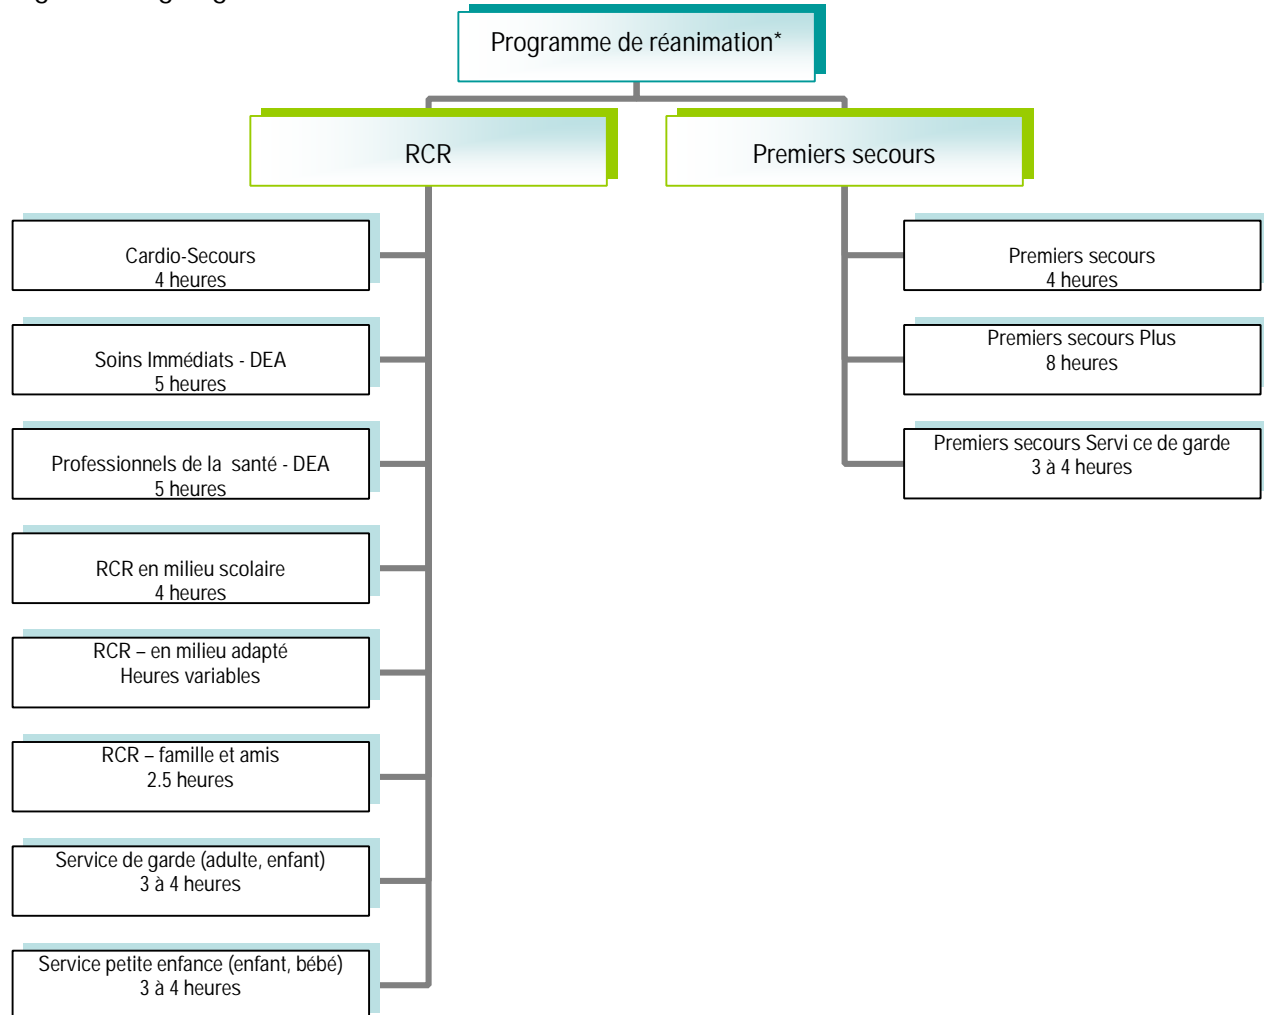 Programme de réanimation*
RCR
Premiers secours
Cardio-Secours
4 heures
Soins Immédiats - DEA
5 heures
Professionnels de la santé - DEA
5 heures
RCR en milieu scolaire
4 heures
RCR – en milieu adapté
Heures variables
RCR – famille et amis
2.5 heures
Service de garde (adulte, enfant)
3 à 4 heures
Service petite enfance (enfant, bébé)
3 à 4 heures
Premiers secours
4 heures
Premiers secours Plus
8 heures
Premiers secours Servi ce de garde
3 à 4 heures